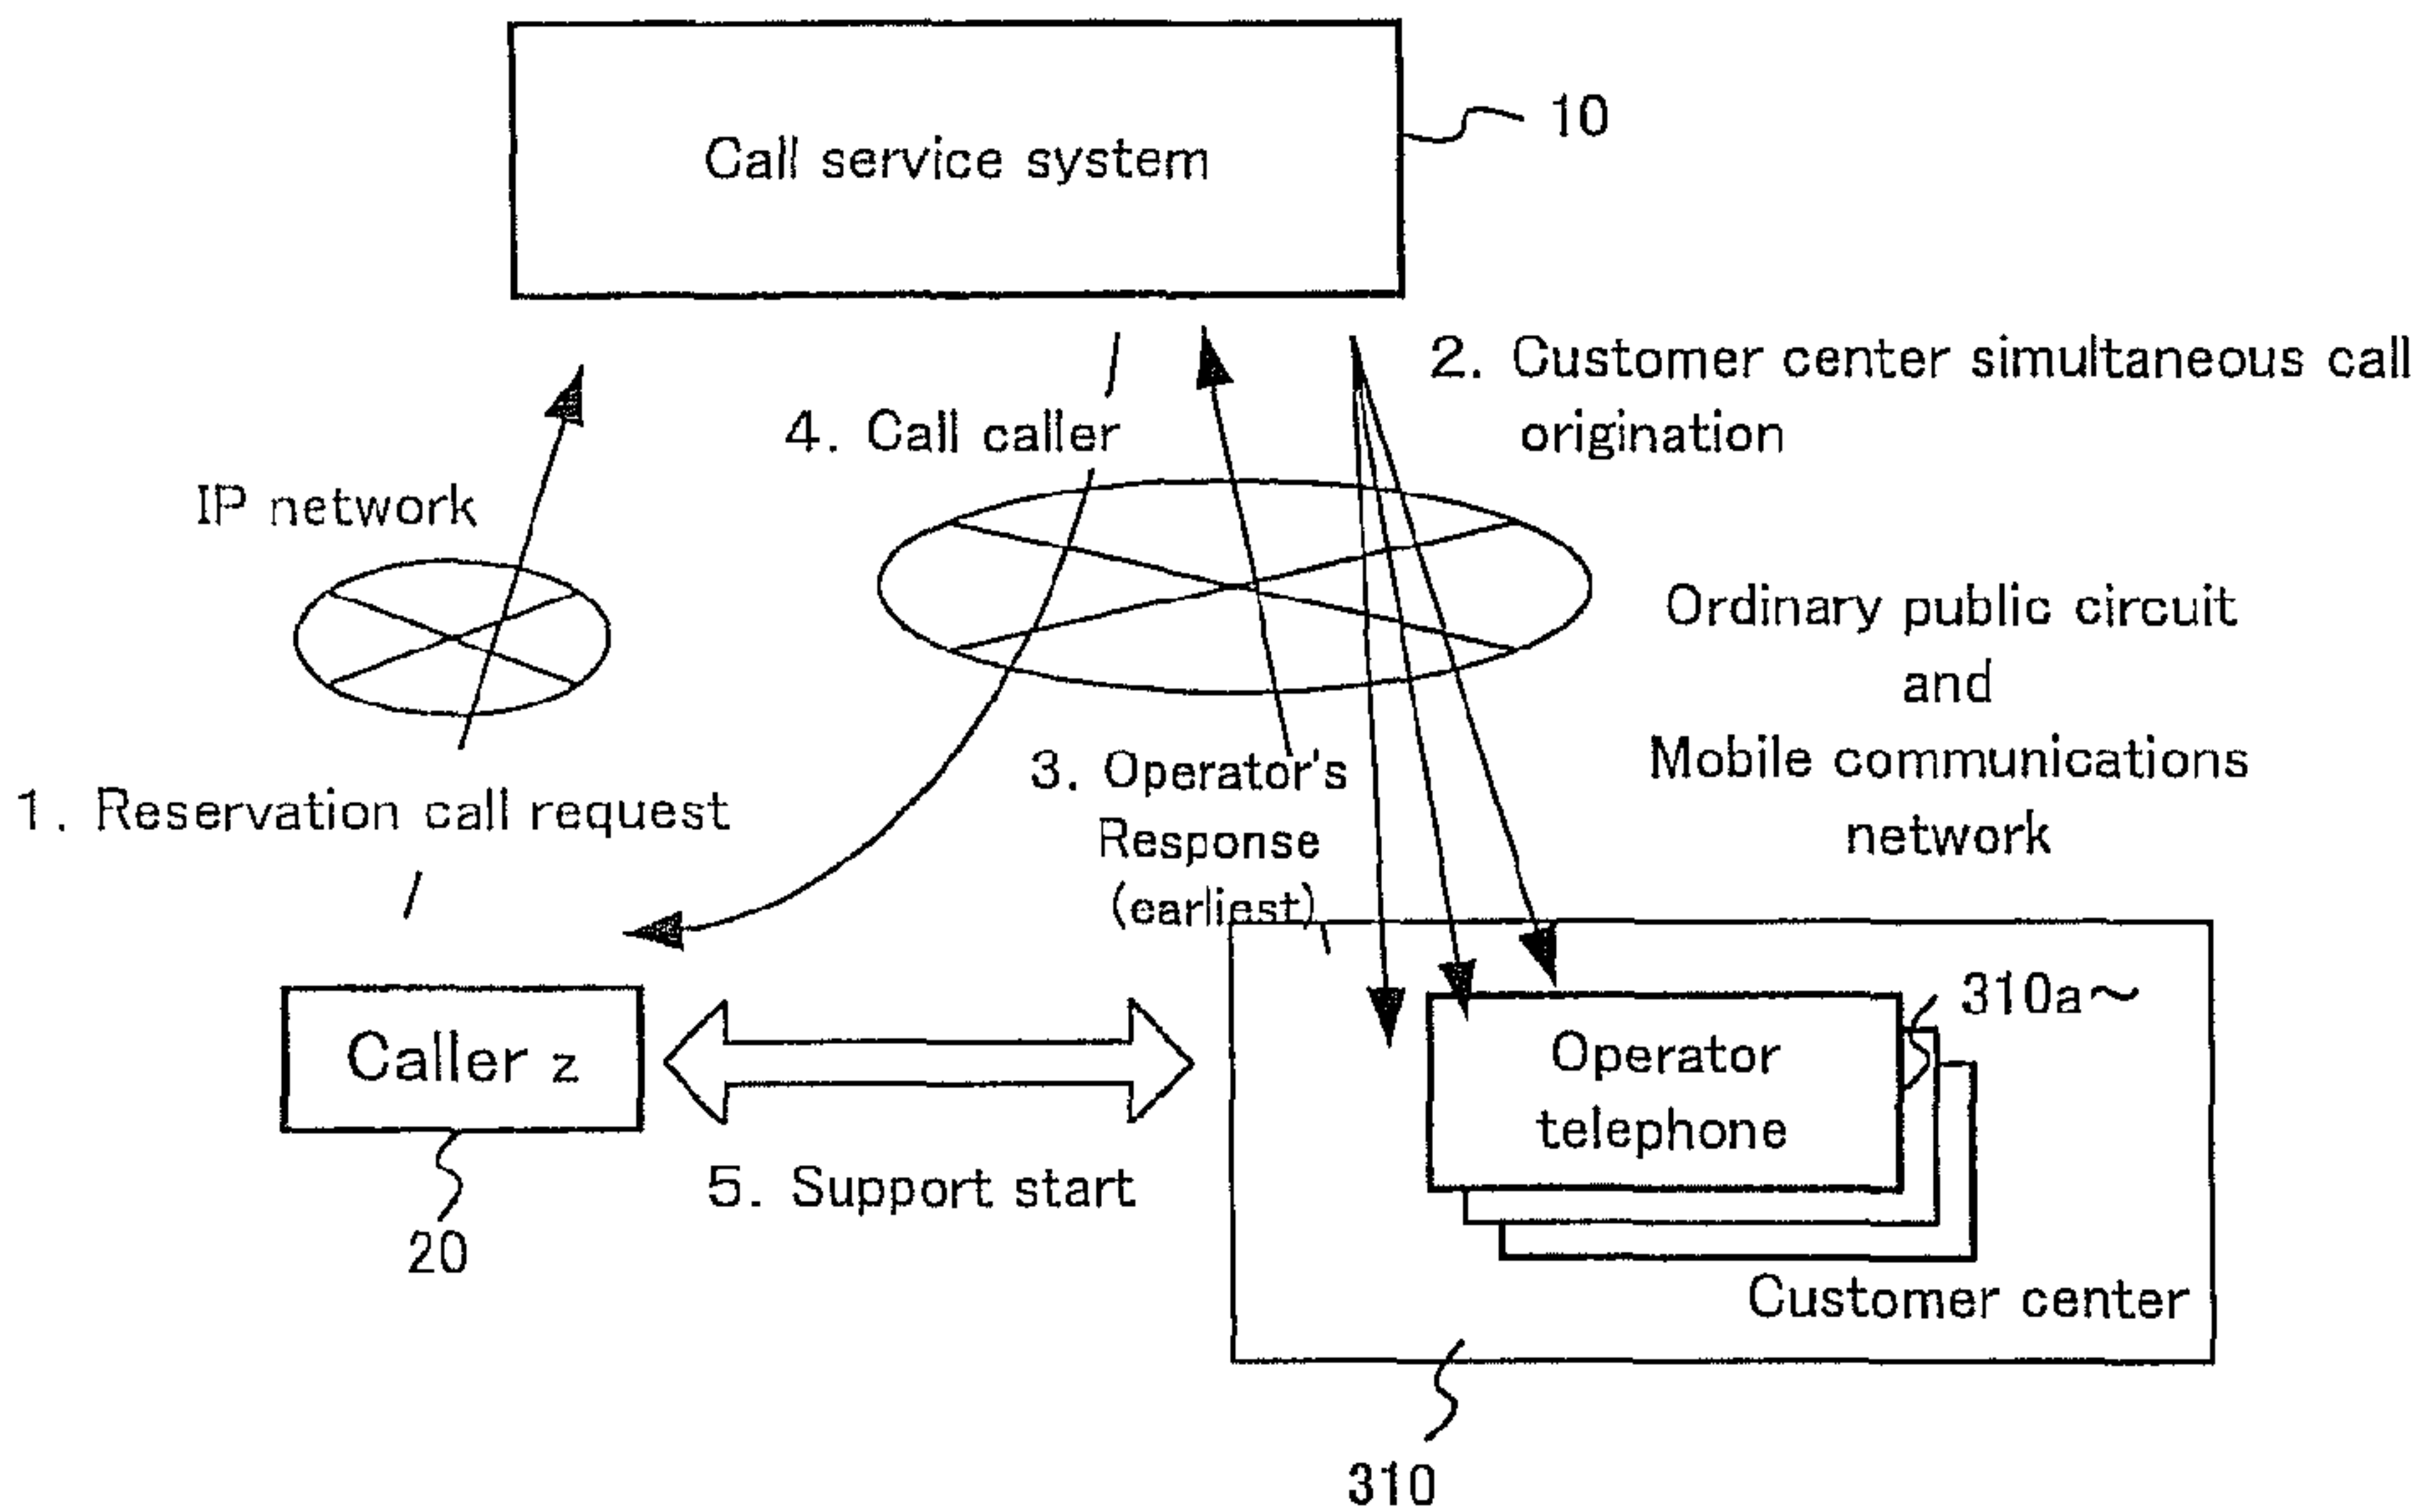 Call service system
10
2. Customer center simultaneous call
origination
4. Call caller
IP network
Ordinary public circuit
and
Mobile communications
network
1. Reservation call request
3. Operator's
Response
(earliest)
310a～
Caller z
Operator
telephone
5. Support start
20
Customer center
310